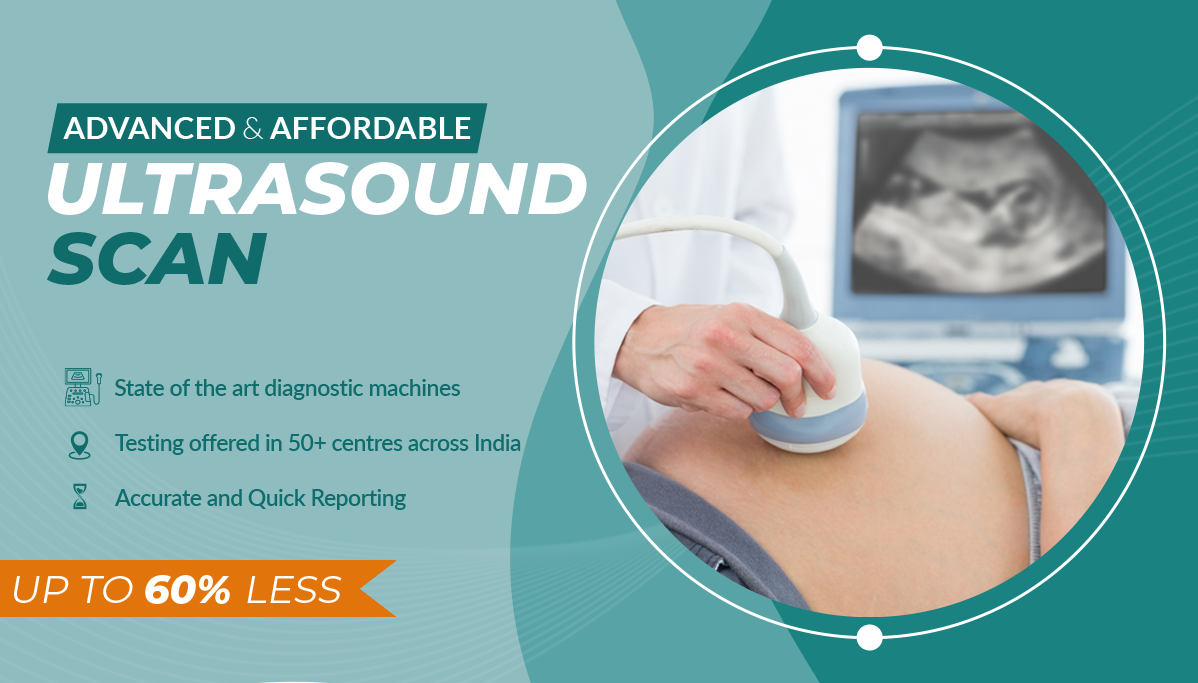 ADVANCED & AFFORDABLE
ULTRASOUND
SCAN
State of the art diagnostic machines
Testing offered in 50+ centres across India
Accurate and Quick Reporting
UP TO 60% LESS